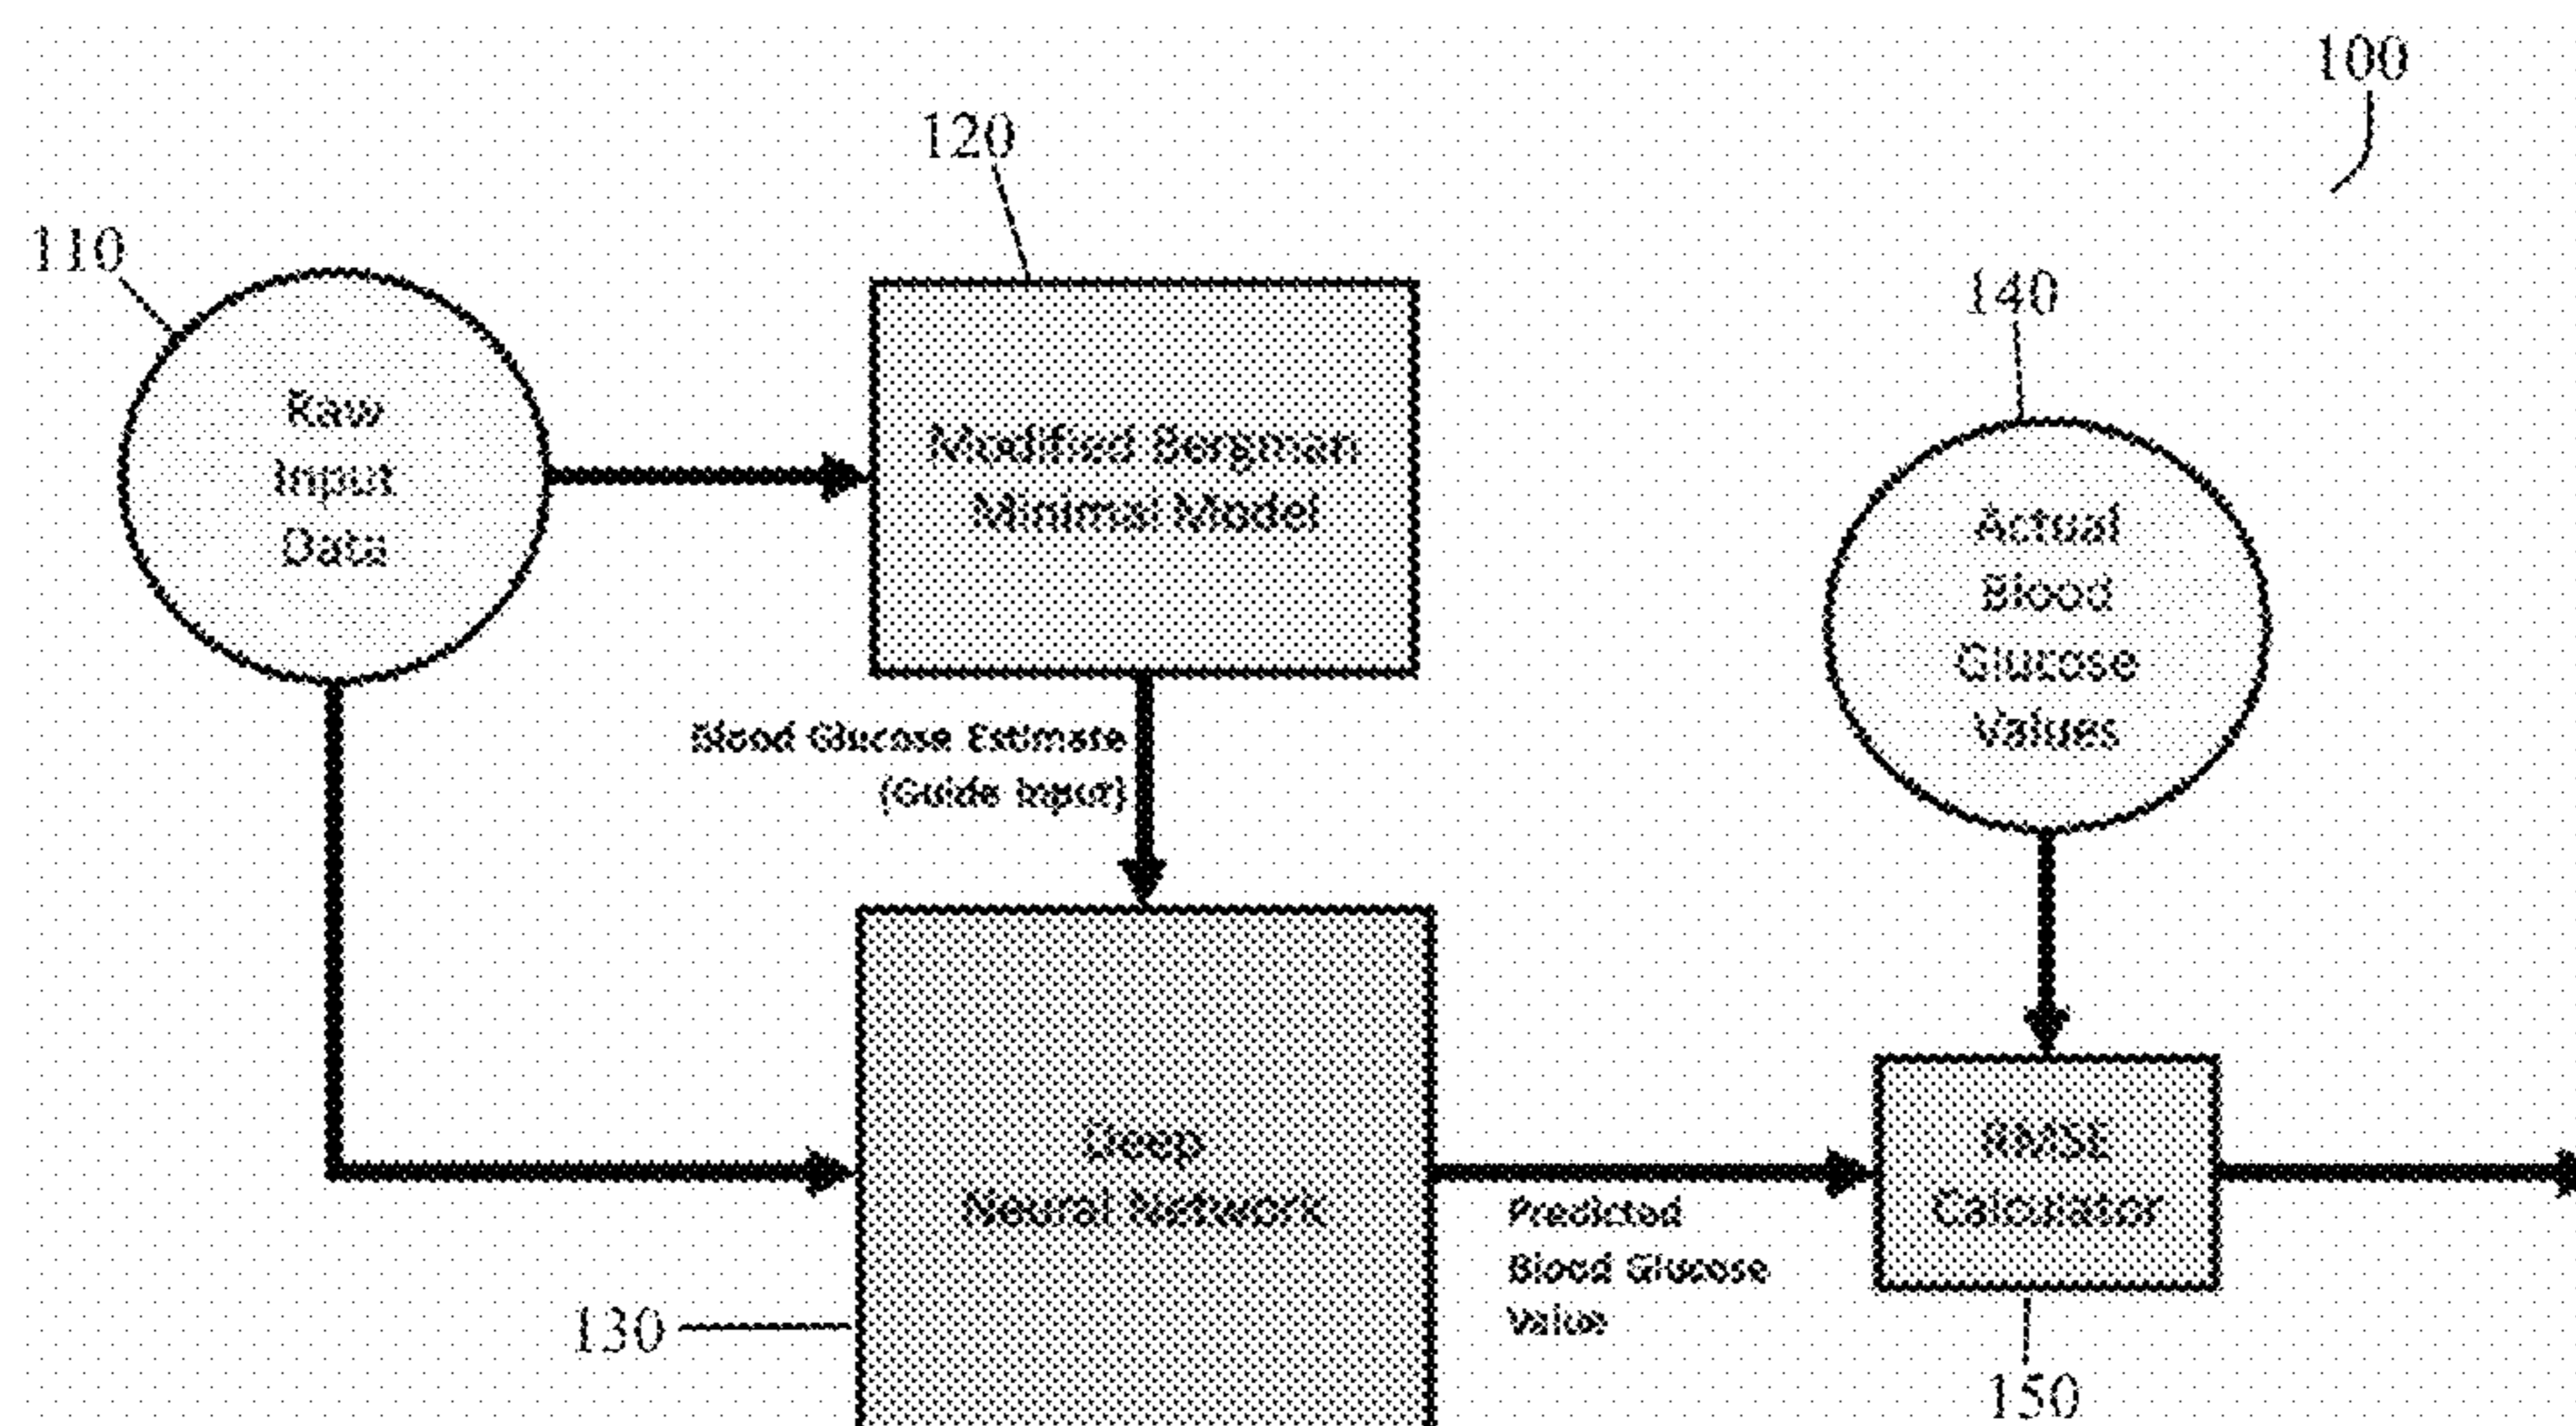 100
120
110
140
Raw
Input
Data
Modified Bergman
Minimal Model
Actual
Blood
Glucose
Values
Blood Glucose Estimate
(Guide Input)
Deep
Neural Network
RMSE
Calculator
Predicted
Blood Glucose
Value
130
150